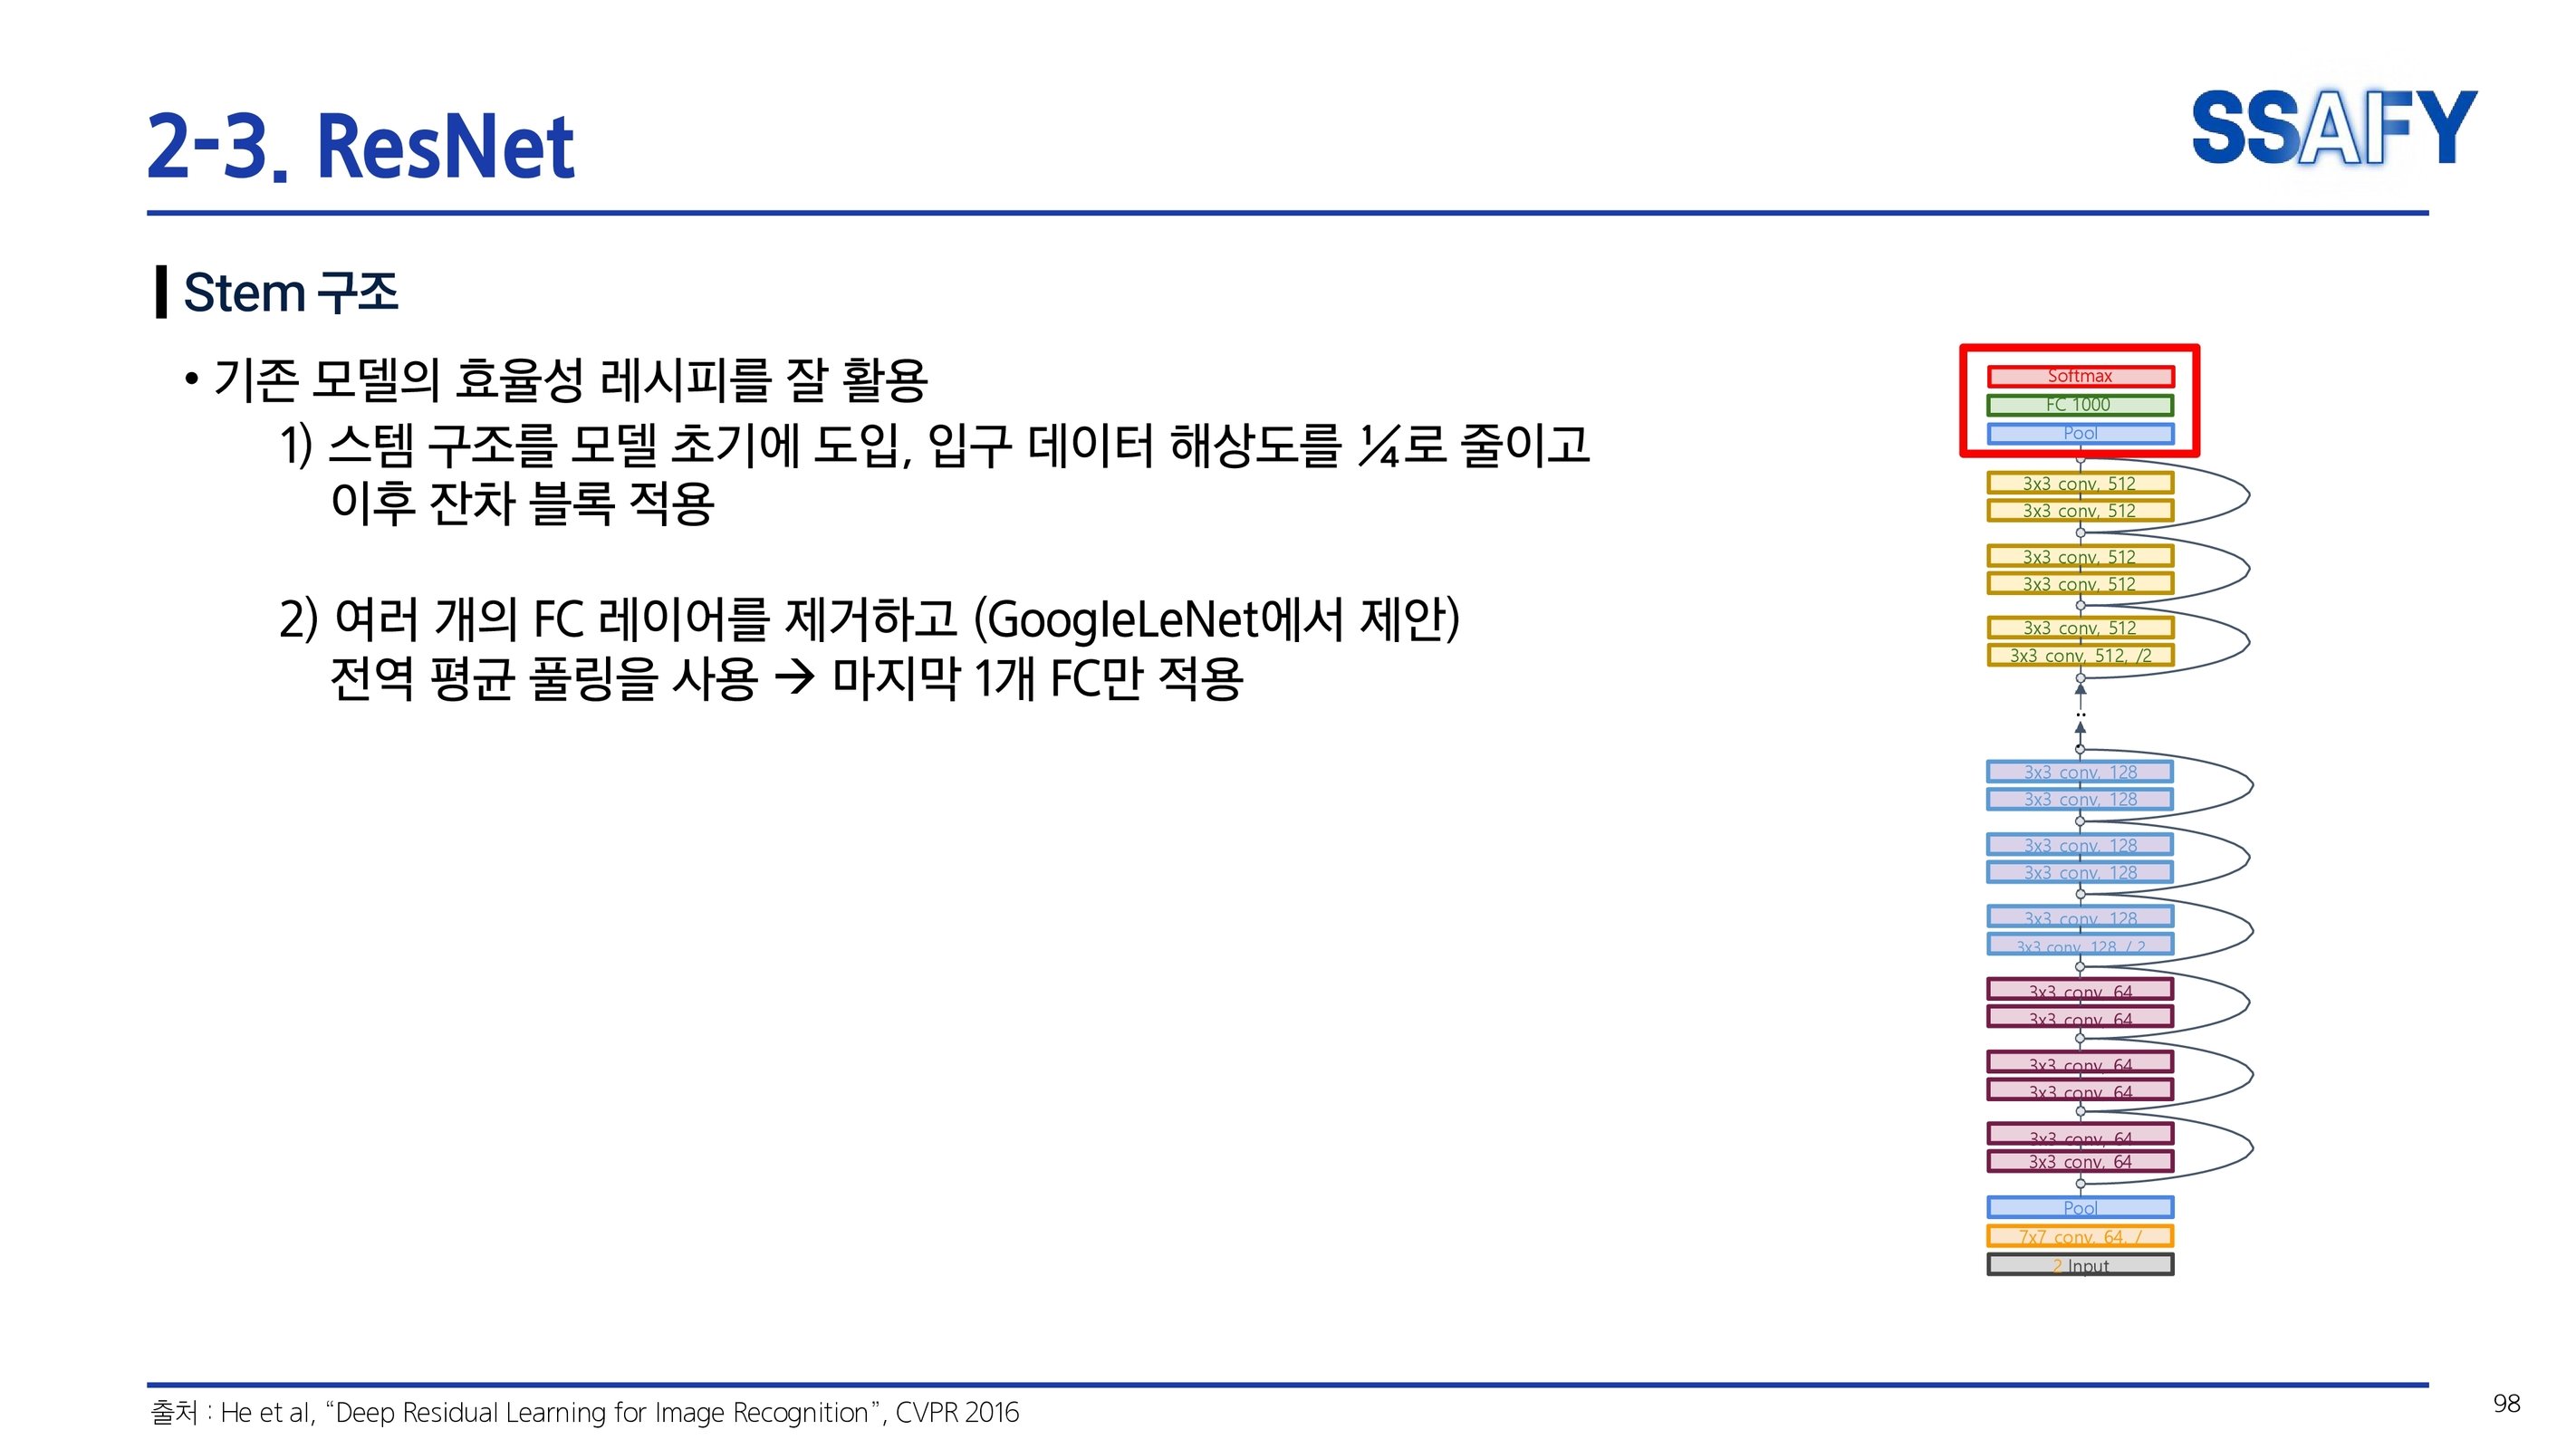 2-3. ResNet
SSAFY
Stem 구조
• 기존 모델의 효율성 레시피를 잘 활용
1) 스템 구조를 모델 초기에 도입, 입구 데이터 해상도를 ¼로 줄이고
이후 잔차 블록 적용
2) 여러 개의 FC 레이어를 제거하고 (GoogleLeNet에서 제안)
전역 평균 풀링을 사용 → 마지막 1개 FC만 적용
Softmax
FC 1000
Pool
3x3 conv, 512
3x3 conv, 512
3x3 conv, 512
3x3 conv, 512
3x3 conv, 512
3x3 conv, 512, /2
..
3x3 conv, 128
3x3 conv, 128
3x3 conv, 128
3x3 conv, 128
3x3 conv, 128
3x3 conv, 128, / 2
3x3 conv, 64
3x3 conv, 64
3x3 conv, 64
3x3 conv, 64
3x3 conv, 64
3x3 conv, 64
Pool
7x7 conv, 64, /
2 Input
출처 : He et al, “Deep Residual Learning for Image Recognition”, CVPR 2016
98